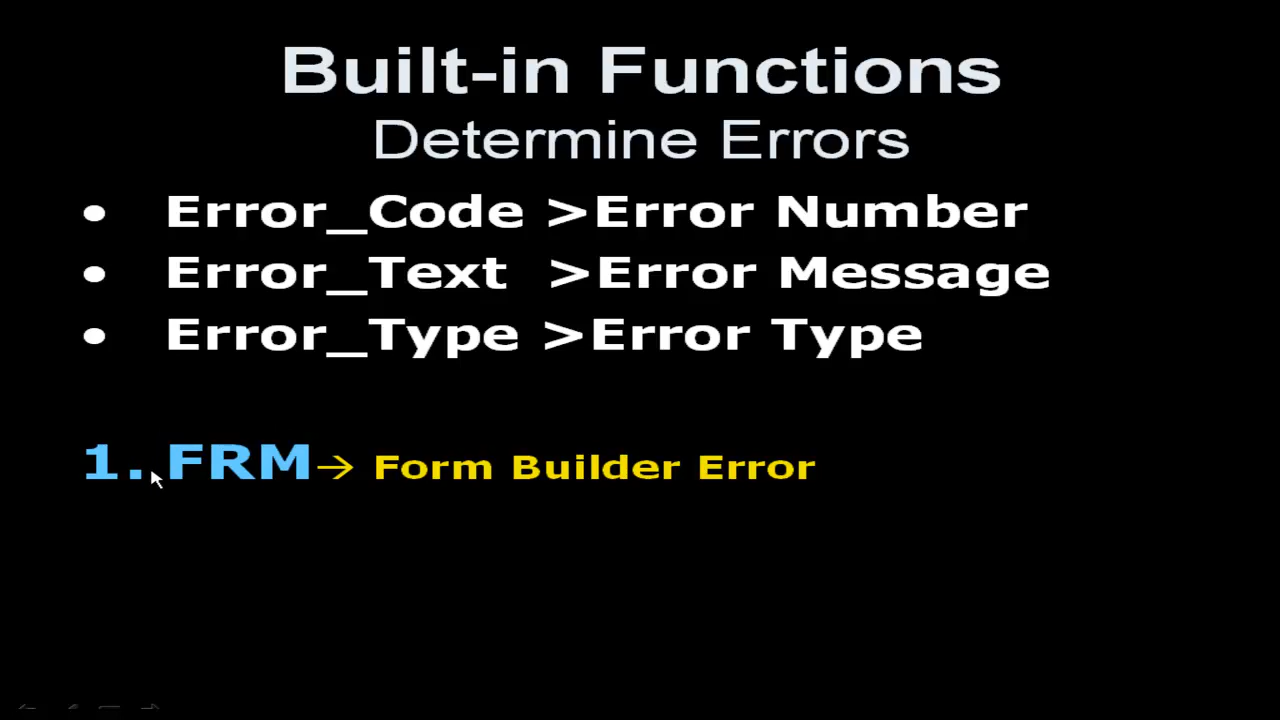 Built-in Functions
Determine Errors
• Error_Code >Error Number
• Error_Text >Error Message
• Error_Type >Error Type
1. FRM→ Form Builder Error